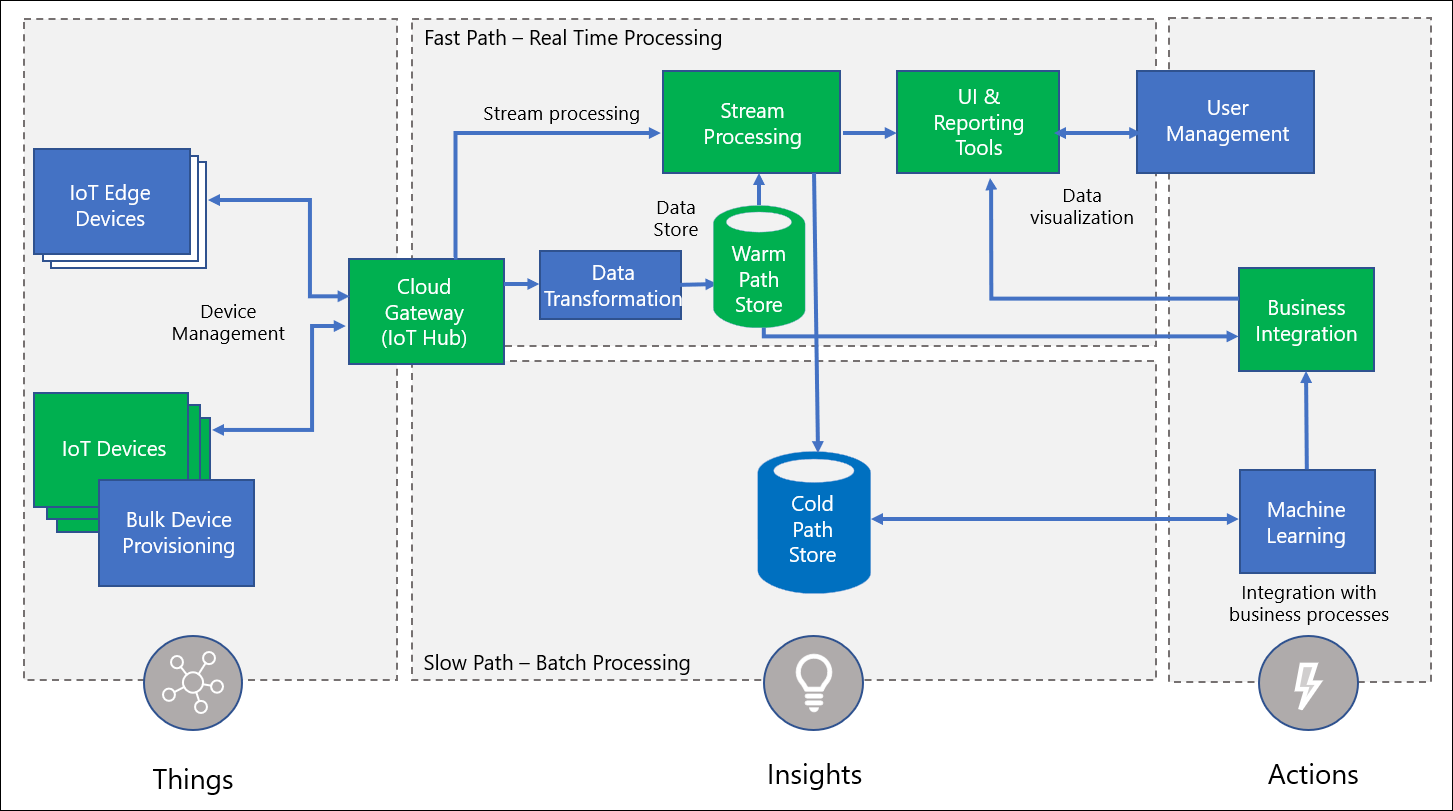 Fast Path – Real Time Processing
Stream processing
Stream
Processing
UI &
Reporting
Tools
User
Management
IoT Edge
Devices
Data
Store
Data
visualization
Device
Management
Cloud
Gateway
(IoT Hub)
Data
Transformation
Warm
Path
Store
Business
Integration
IoT Devices
Bulk Device
Provisioning
Cold
Path
Store
Machine
Learning
Integration with
business processes
Slow Path – Batch Processing
Things
Insights
Actions